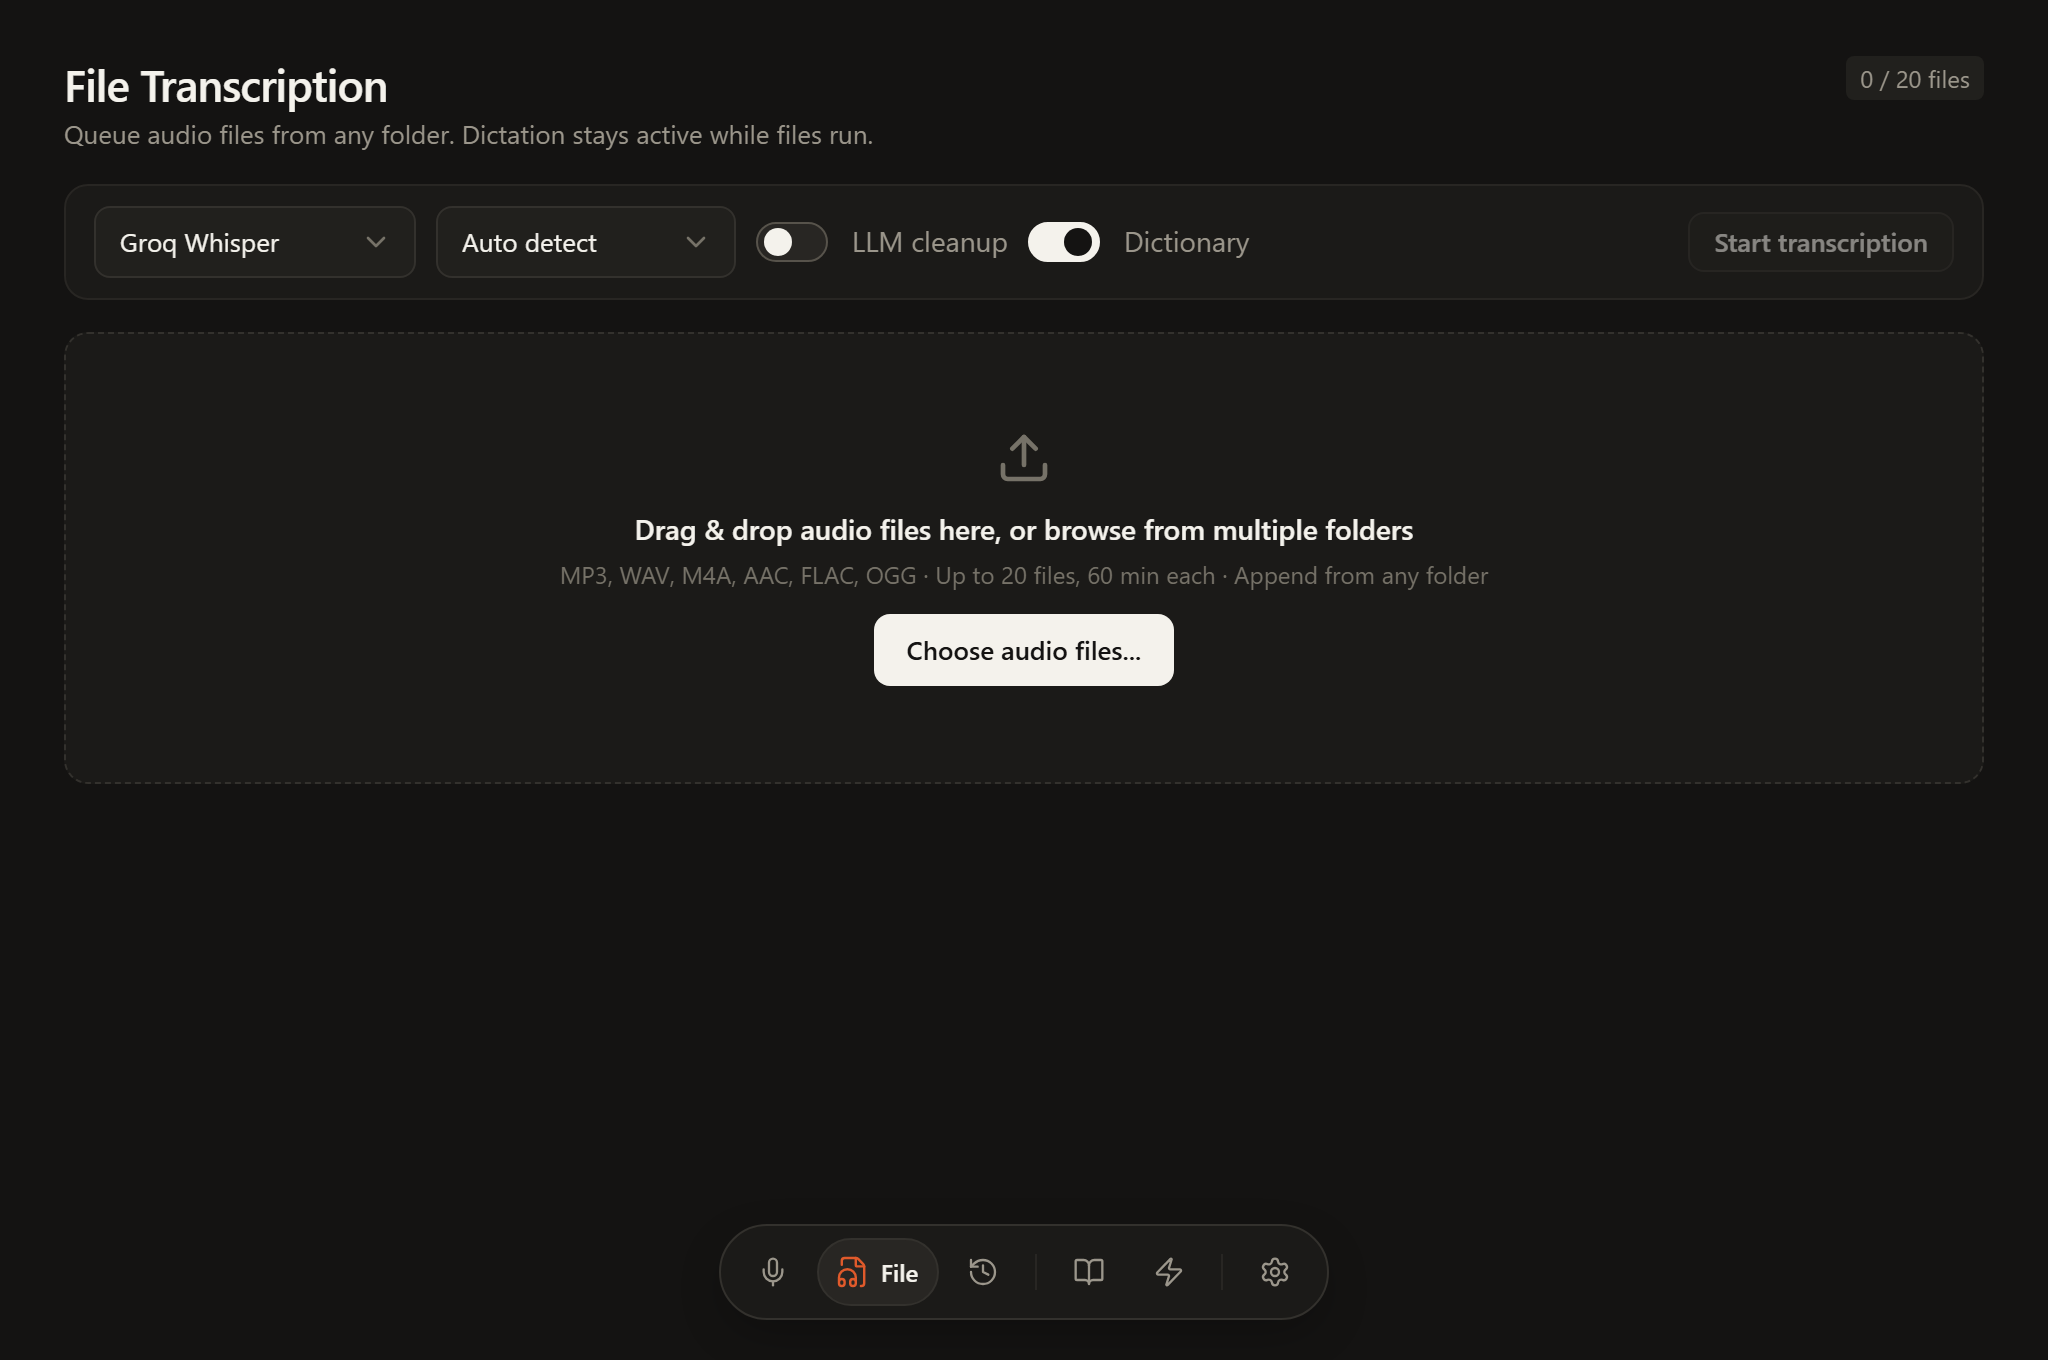 File Transcription
0 / 20 files
Queue audio files from any folder. Dictation stays active while files run.
Groq Whisper
Auto detect
LLM cleanup
Dictionary
Start transcription
Drag & drop audio files here, or browse from multiple folders
MP3, WAV, M4A, AAC, FLAC, OGG · Up to 20 files, 60 min each · Append from any folder
Choose audio files...
File